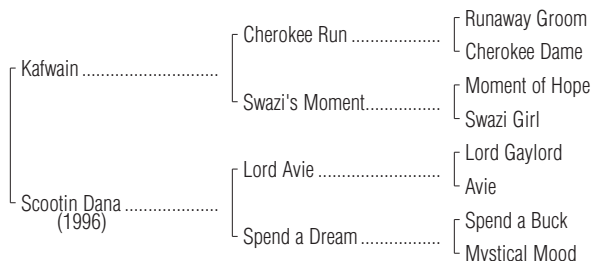 Runaway Groom
Cherokee Run ....................
Cherokee Dame
Kafwain ..............................
Moment of Hope
Swazi's Moment.................
Swazi Girl
Lord Gaylord
Lord Avie ...........................
Avie
Scootin Dana .....................
(1996)
Spend a Buck
Spend a Dream ..................
Mystical Mood